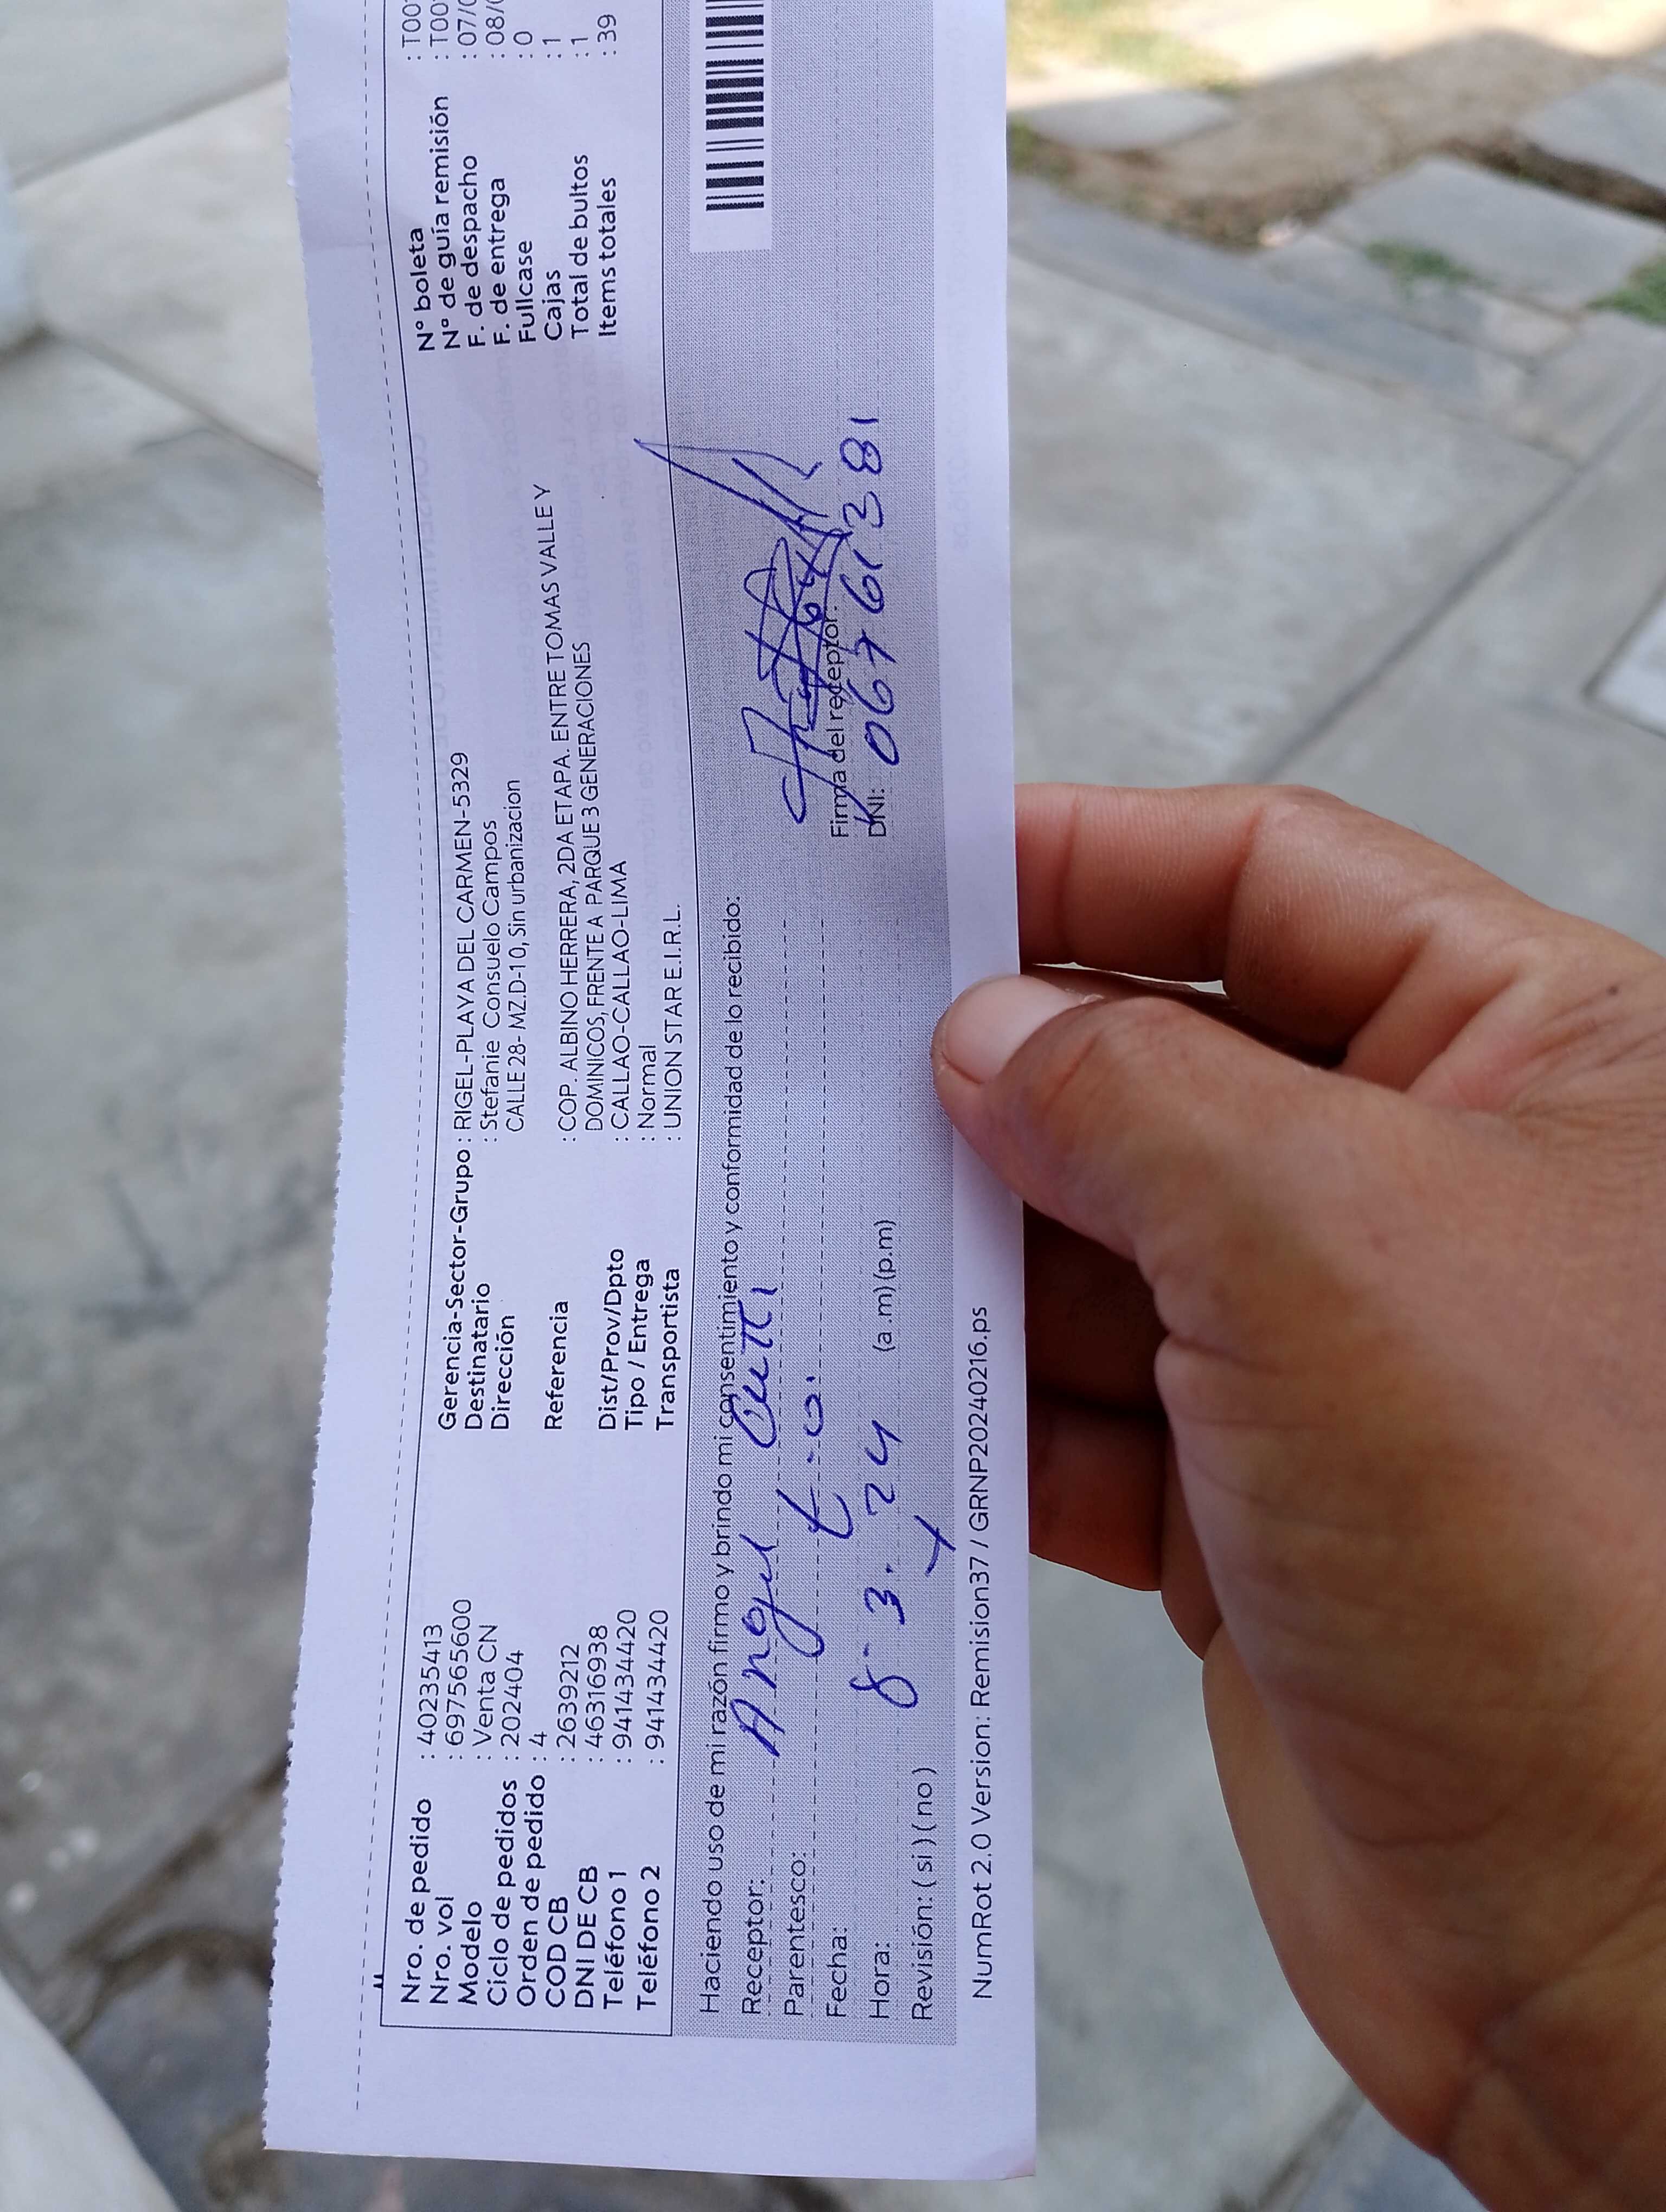 Nro. de pedido : 40235413
Nro. vol : 697565600
Modelo : Venta CN
Ciclo de pedidos : 202404
Orden de pedido : 4
COD CB : 2639212
DNI DE CB : 46316938
Teléfono 1 : 941434420
Teléfono 2 : 941434420
Gerencia-Sector-Grupo : RIGEL-PLAYA DEL CARMEN-5329
Destinatario : Stefanie Consuelo Campos
Dirección CALLE 28- MZ.D-10, Sin urbanizacion
Referencia : COP. ALBINO HERRERA, 2DA ETAPA. ENTRE TOMAS VALLE Y
DOMINICOS, FRENTE A PARQUE 3 GENERACIONES
Dist/Prov/Dpto : CALLAO-CALLAO-LIMA
Tipo / Entrega : Normal
Transportista : UNION STAR E.I.R.L.
N° boleta : T001
N° de guía remisión : T001
F. de despacho : 07/0
F. de entrega : 08/0
Fullcase : 0
Cajas : 1
Total de bultos : 1
Items totales : 39
Haciendo uso de mi razón firmo y brindo mi consentimiento y conformidad de lo recibido:
Receptor: Angel
Parentesco:
Fecha: 8-3-24
Hora: (a .m) (p.m)
Revisión: ( si ) ( no )
Firma del receptor:
DNI: 06761381
NumRot 2.0 Version: Remision37 / GRNP20240216.ps